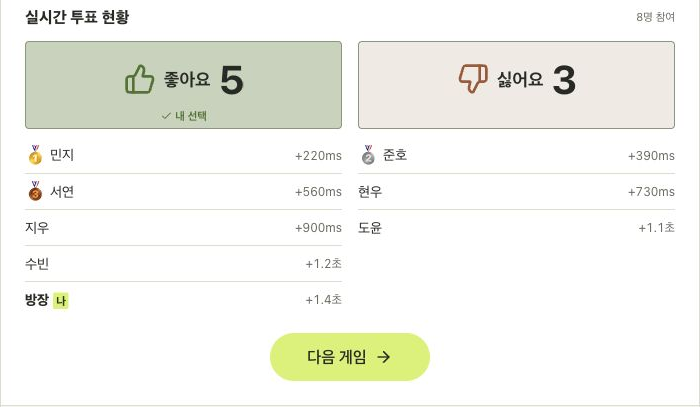 실시간 투표 현황
8명 참여
좋아요 5
✓ 내 선택
싫어요 3
1 민지 +220ms
3 서연 +560ms
지우 +900ms
수빈 +1.2초
방장 나 +1.4초
2 준호 +390ms
현우 +730ms
도윤 +1.1초
다음 게임 →